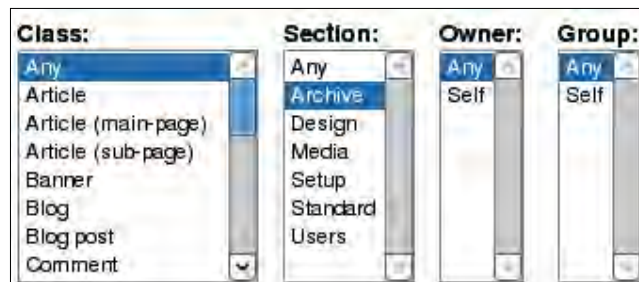 Class:
Any
Article
Article (main-page)
Article (sub-page)
Banner
Blog
Blog post
Comment
Section:
Any
Archive
Design
Media
Setup
Standard
Users
Owner:
Any
Self
Group:
Any
Self